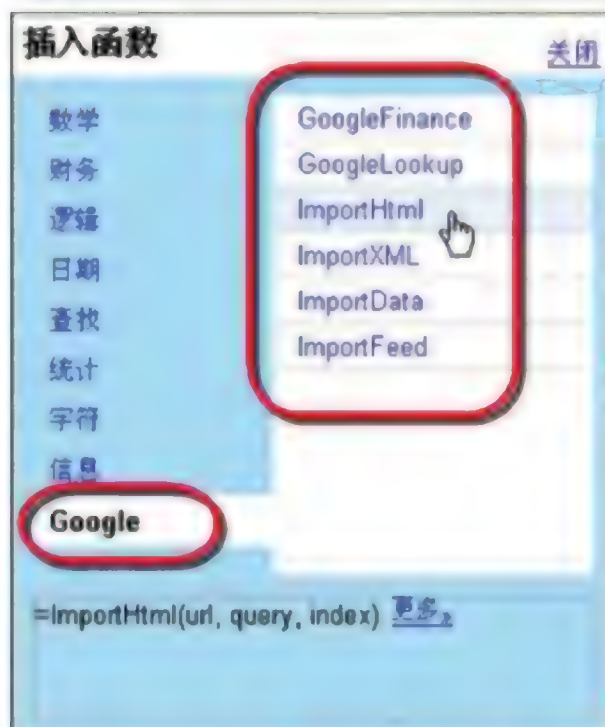 插入函数
关闭
数学
财务
逻辑
日期
查找
统计
字符
信息
Google
GoogleFinance
GoogleLookup
ImportHtml
ImportXML
ImportData
ImportFeed
=ImportHtml(url, query, index) 更多»